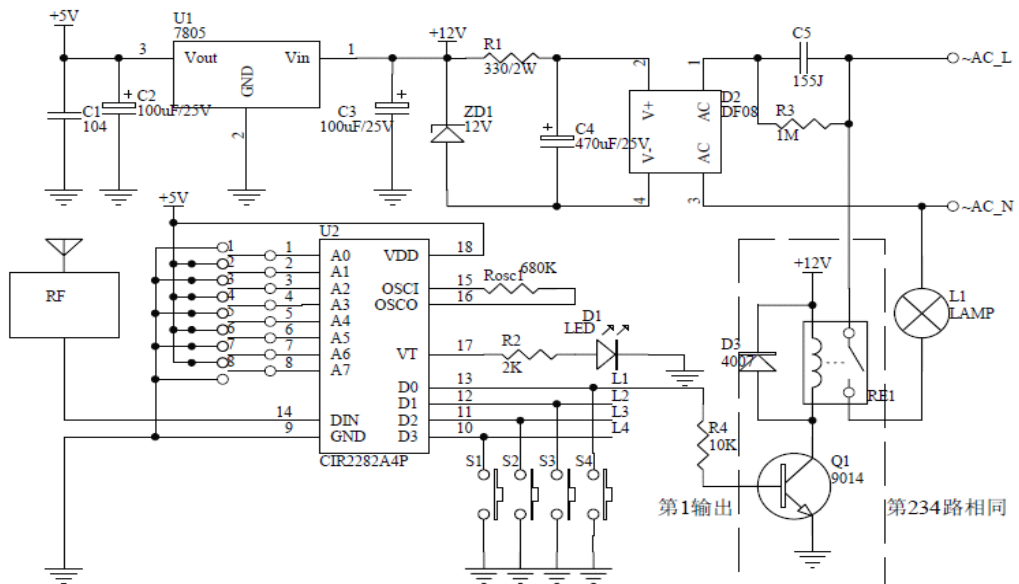 +5V
U1
7805
3
Vout
Vin
1
GND
2
C1
104
C2
100uF/25V
C3
100uF/25V
+12V
R1
330/2W
ZD1
12V
C4
470uF/25V
2
V+
V-
4
1
AC
AC
3
D2
DF08
C5
155J
R3
1M
~AC_L
~AC_N
+5V
RF
1
2
3
4
5
6
7
8
1
2
3
4
5
6
7
8
14
9
U2
A0
A1
A2
A3
A4
A5
A6
A7
DIN
GND
VDD
OSCI
OSCO
VT
D0
D1
D2
D3
CIR2282A4P
18
15
16
17
13
12
11
10
Rosc1
680K
R2
2K
D1
LED
L1
L2
L3
L4
S1
S2
S3
S4
R4
10K
+12V
D3
4007
RE1
L1
LAMP
Q1
9014
第1输出
第234路相同